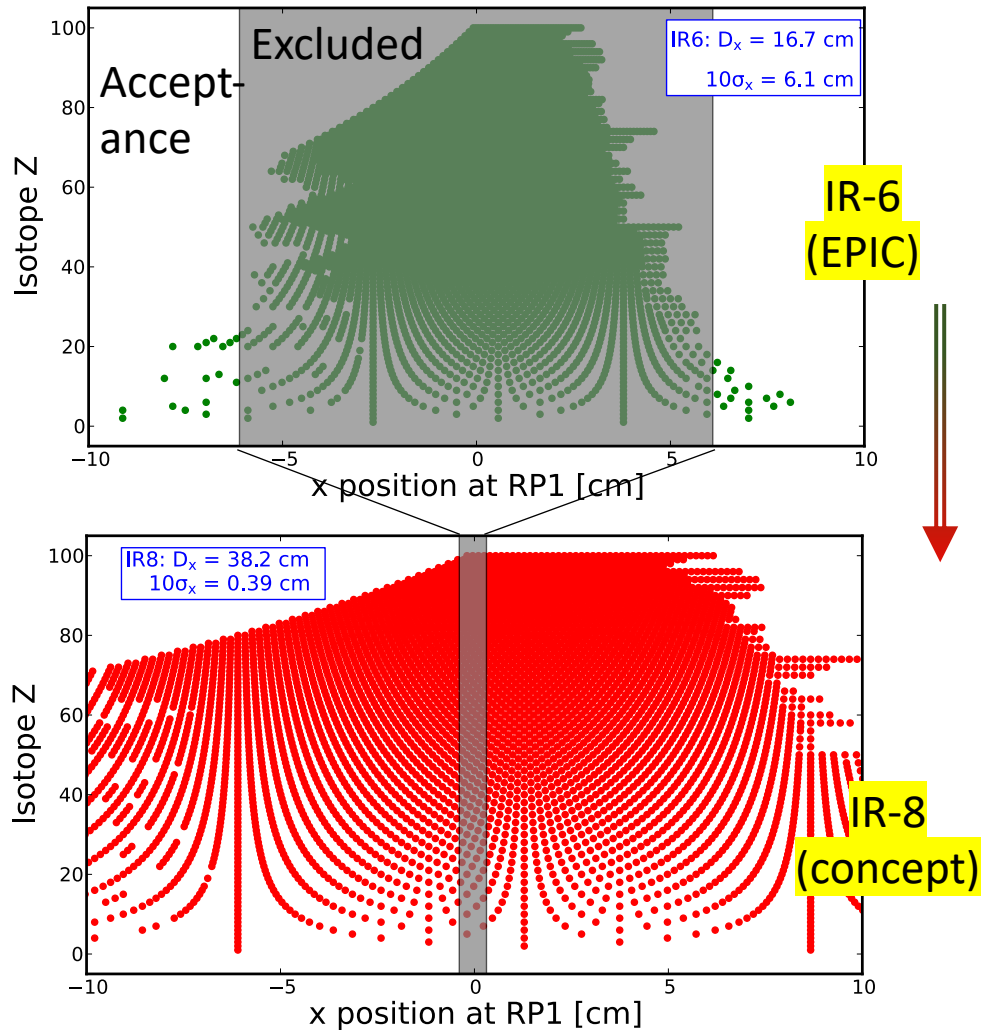 100
80
60
40
20
0
Isotope Z
Accept-
ance
Excluded
IR6: Dₓ = 16.7 cm
10σₓ = 6.1 cm
−10
−5
0
5
10
x position at RP1 [cm]
IR-6
(EPIC)
100
80
60
40
20
0
Isotope Z
IR8: Dₓ = 38.2 cm
10σₓ = 0.39 cm
−10
−5
0
5
10
x position at RP1 [cm]
IR-8
(concept)